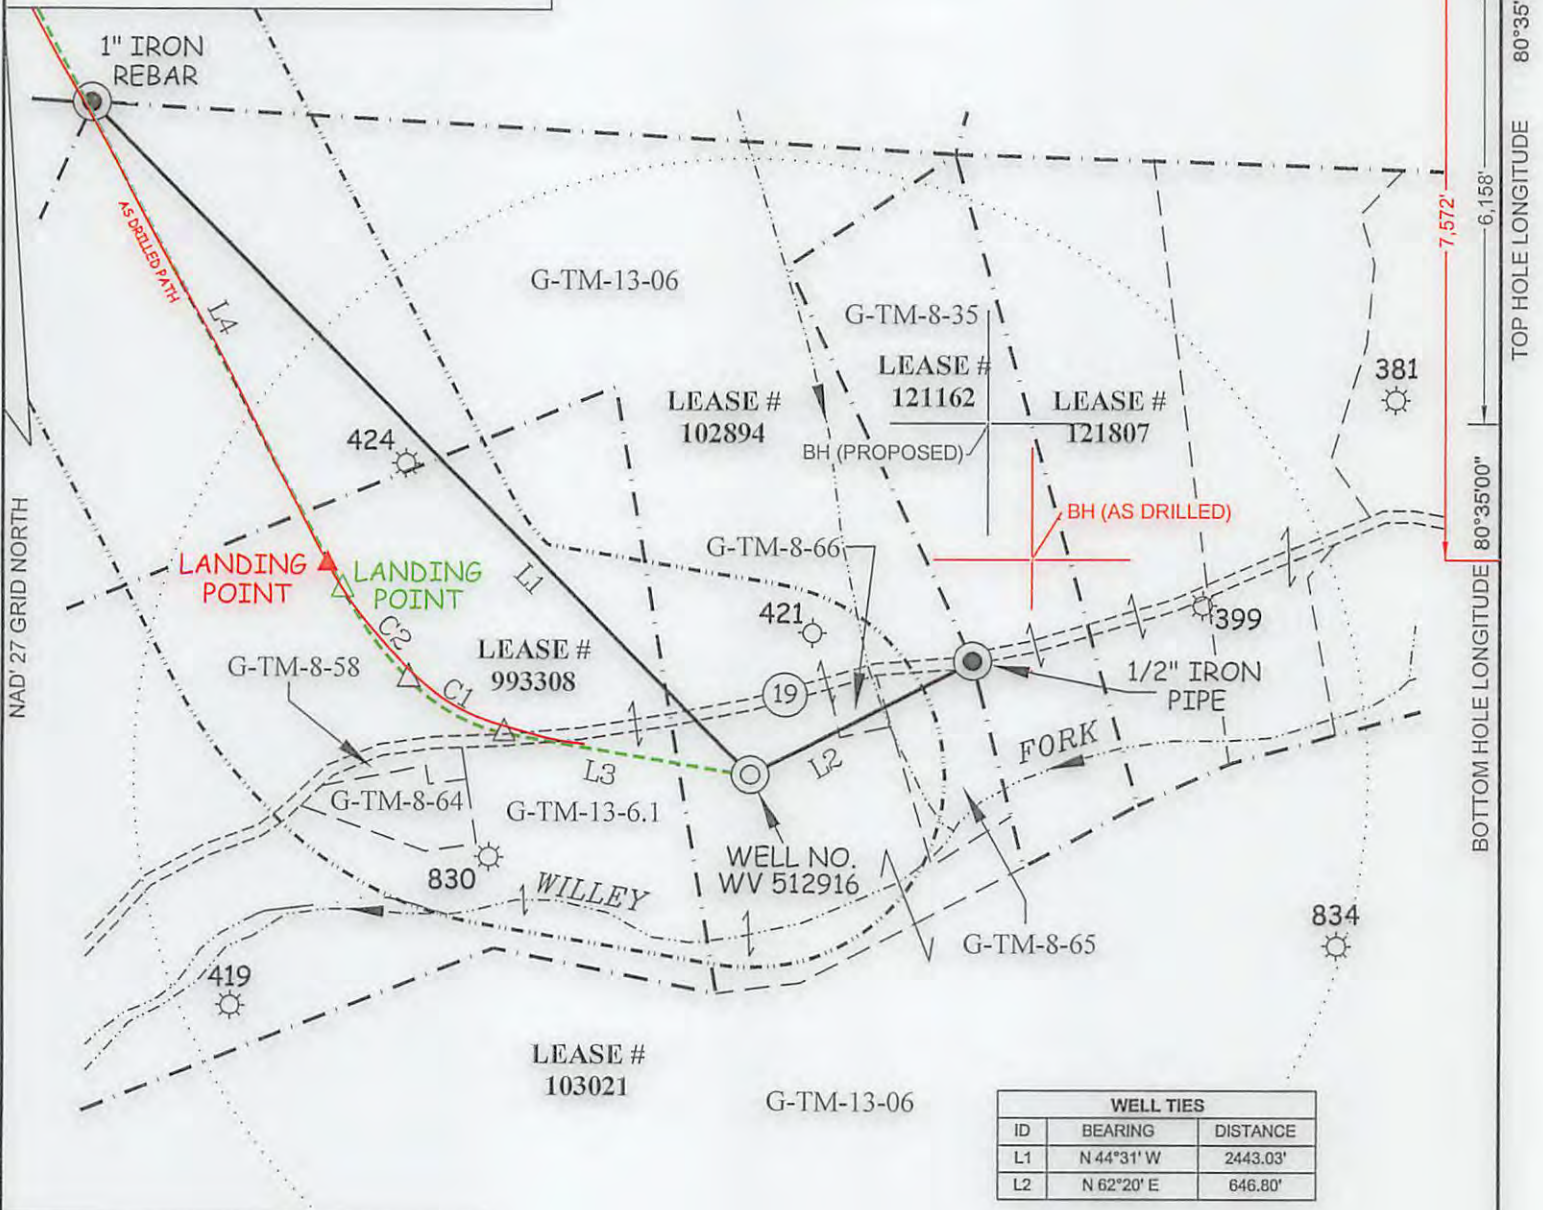 1" IRON
REBAR
AS DRILLED PATH
L4
G-TM-13-06
G-TM-8-35
LEASE #
121162
LEASE #
102894
LEASE #
121807
BH (PROPOSED)
BH (AS DRILLED)
381
424
7,572'
6,158'
80°35'
TOP HOLE LONGITUDE
80°35'00"
BOTTOM HOLE LONGITUDE
NAD' 27 GRID NORTH
LANDING
POINT
LANDING
POINT
L1
G-TM-8-66
421
399
C2
C1
G-TM-8-58
LEASE #
993308
19
1/2" IRON
PIPE
L2
L3
FORK
G-TM-8-64
G-TM-13-6.1
WELL NO.
WV 512916
830
WILLEY
G-TM-8-65
834
419
LEASE #
103021
G-TM-13-06
WELL TIES
ID BEARING DISTANCE
L1 N 44°31' W 2443.03'
L2 N 62°20' E 646.80'